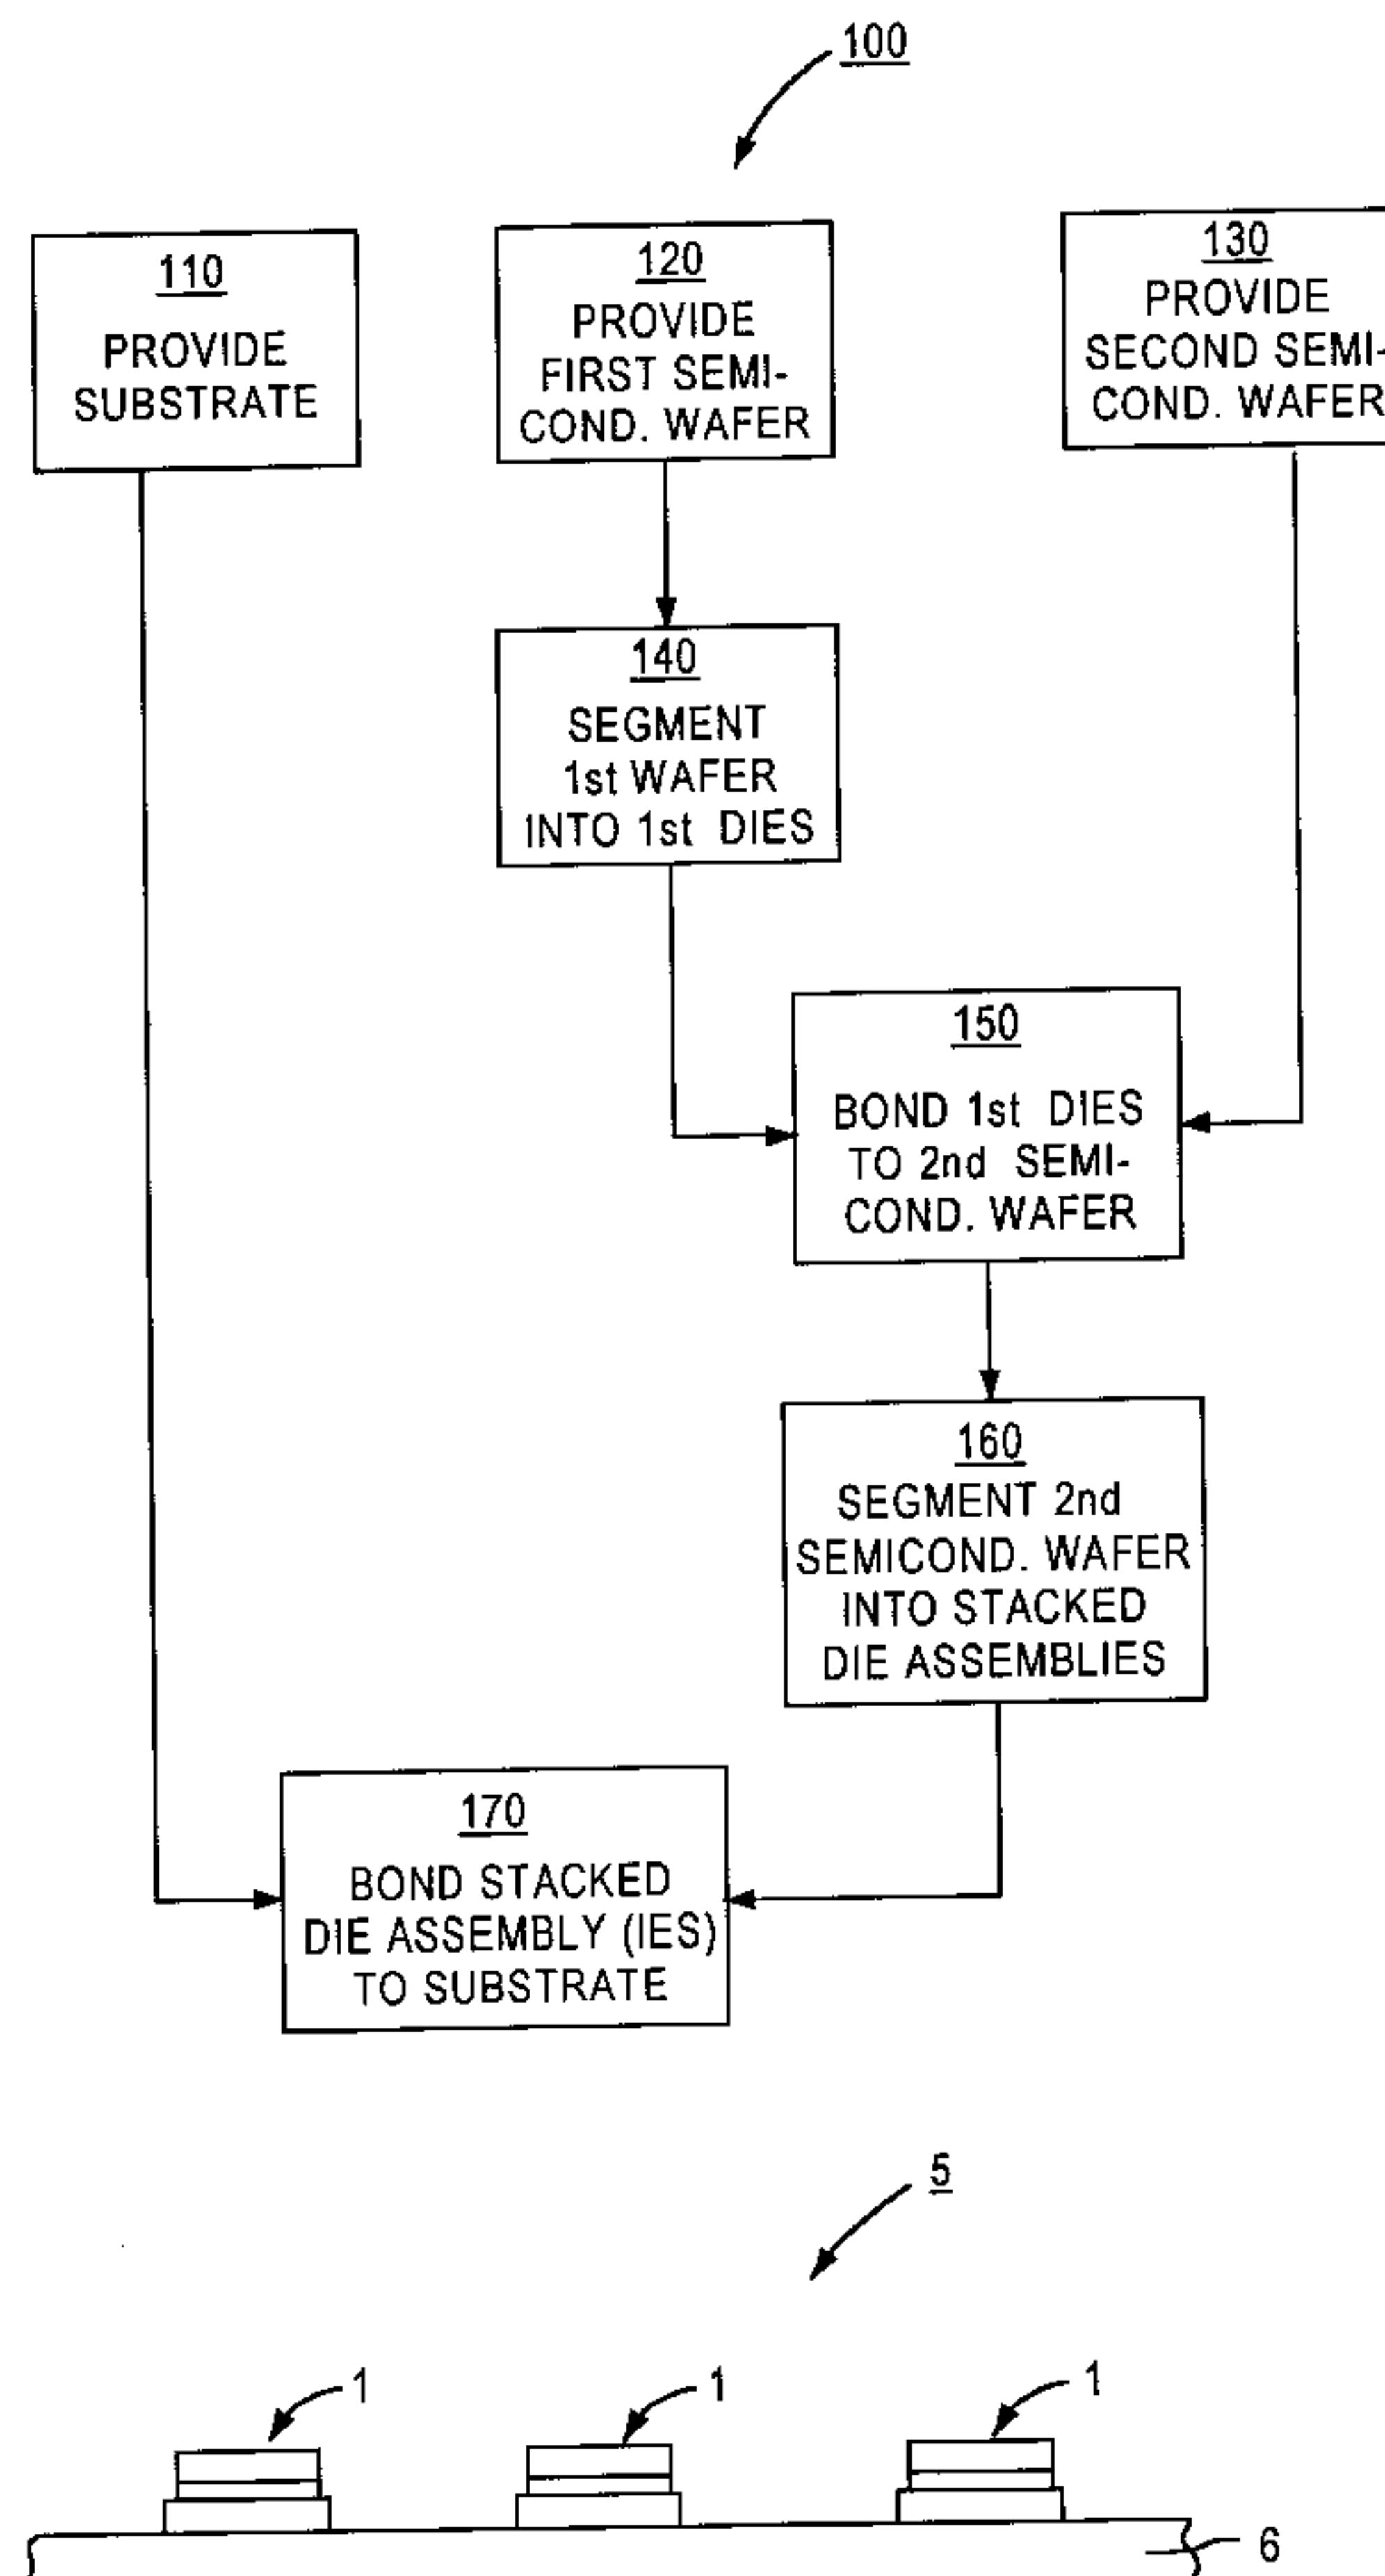 100
110
PROVIDE
SUBSTRATE
120
PROVIDE
FIRST SEMI-
COND. WAFER
130
PROVIDE
SECOND SEMI-
COND. WAFER
140
SEGMENT
1st WAFER
INTO 1st DIES
150
BOND 1st DIES
TO 2nd SEMI-
COND. WAFER
160
SEGMENT 2nd
SEMICOND. WAFER
INTO STACKED
DIE ASSEMBLIES
170
BOND STACKED
DIE ASSEMBLY (IES)
TO SUBSTRATE
5
1
1
1
6